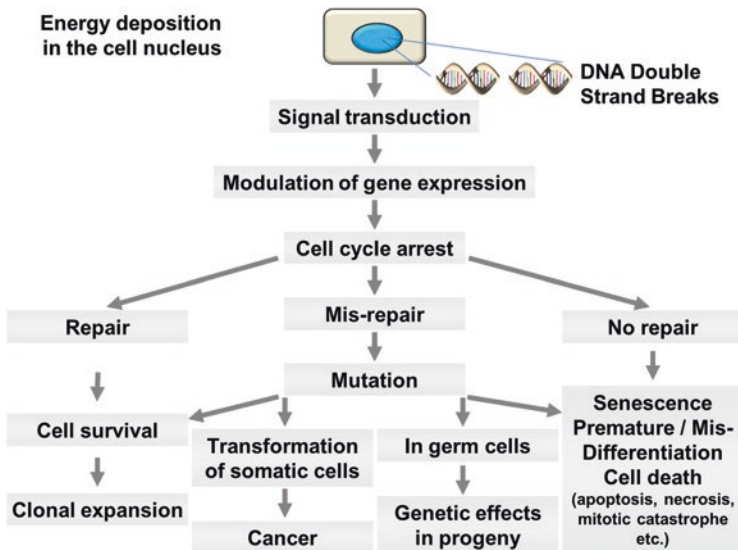 Energy deposition
in the cell nucleus
DNA Double
Strand Breaks
Signal transduction
Modulation of gene expression
Cell cycle arrest
Repair
Mis-repair
No repair
Mutation
Cell survival
Transformation
of somatic cells
In germ cells
Senescence
Premature / Mis-
Differentiation
Cell death
(apoptosis, necrosis,
mitotic catastrophe
etc.)
Clonal expansion
Cancer
Genetic effects
in progeny